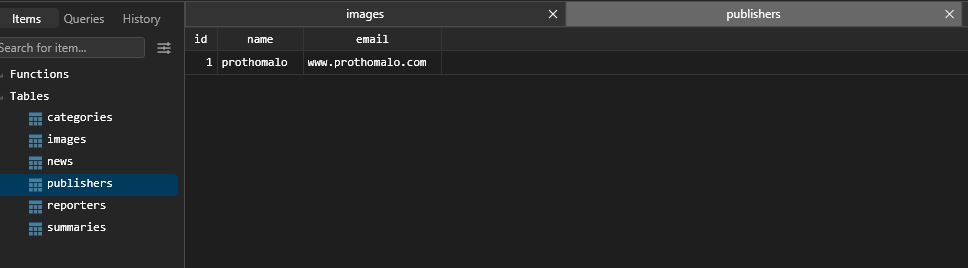 Items Queries History
images publishers
Search for item...
id name email
1 prothomalo www.prothomalo.com
Functions
Tables
categories
images
news
publishers
reporters
summaries